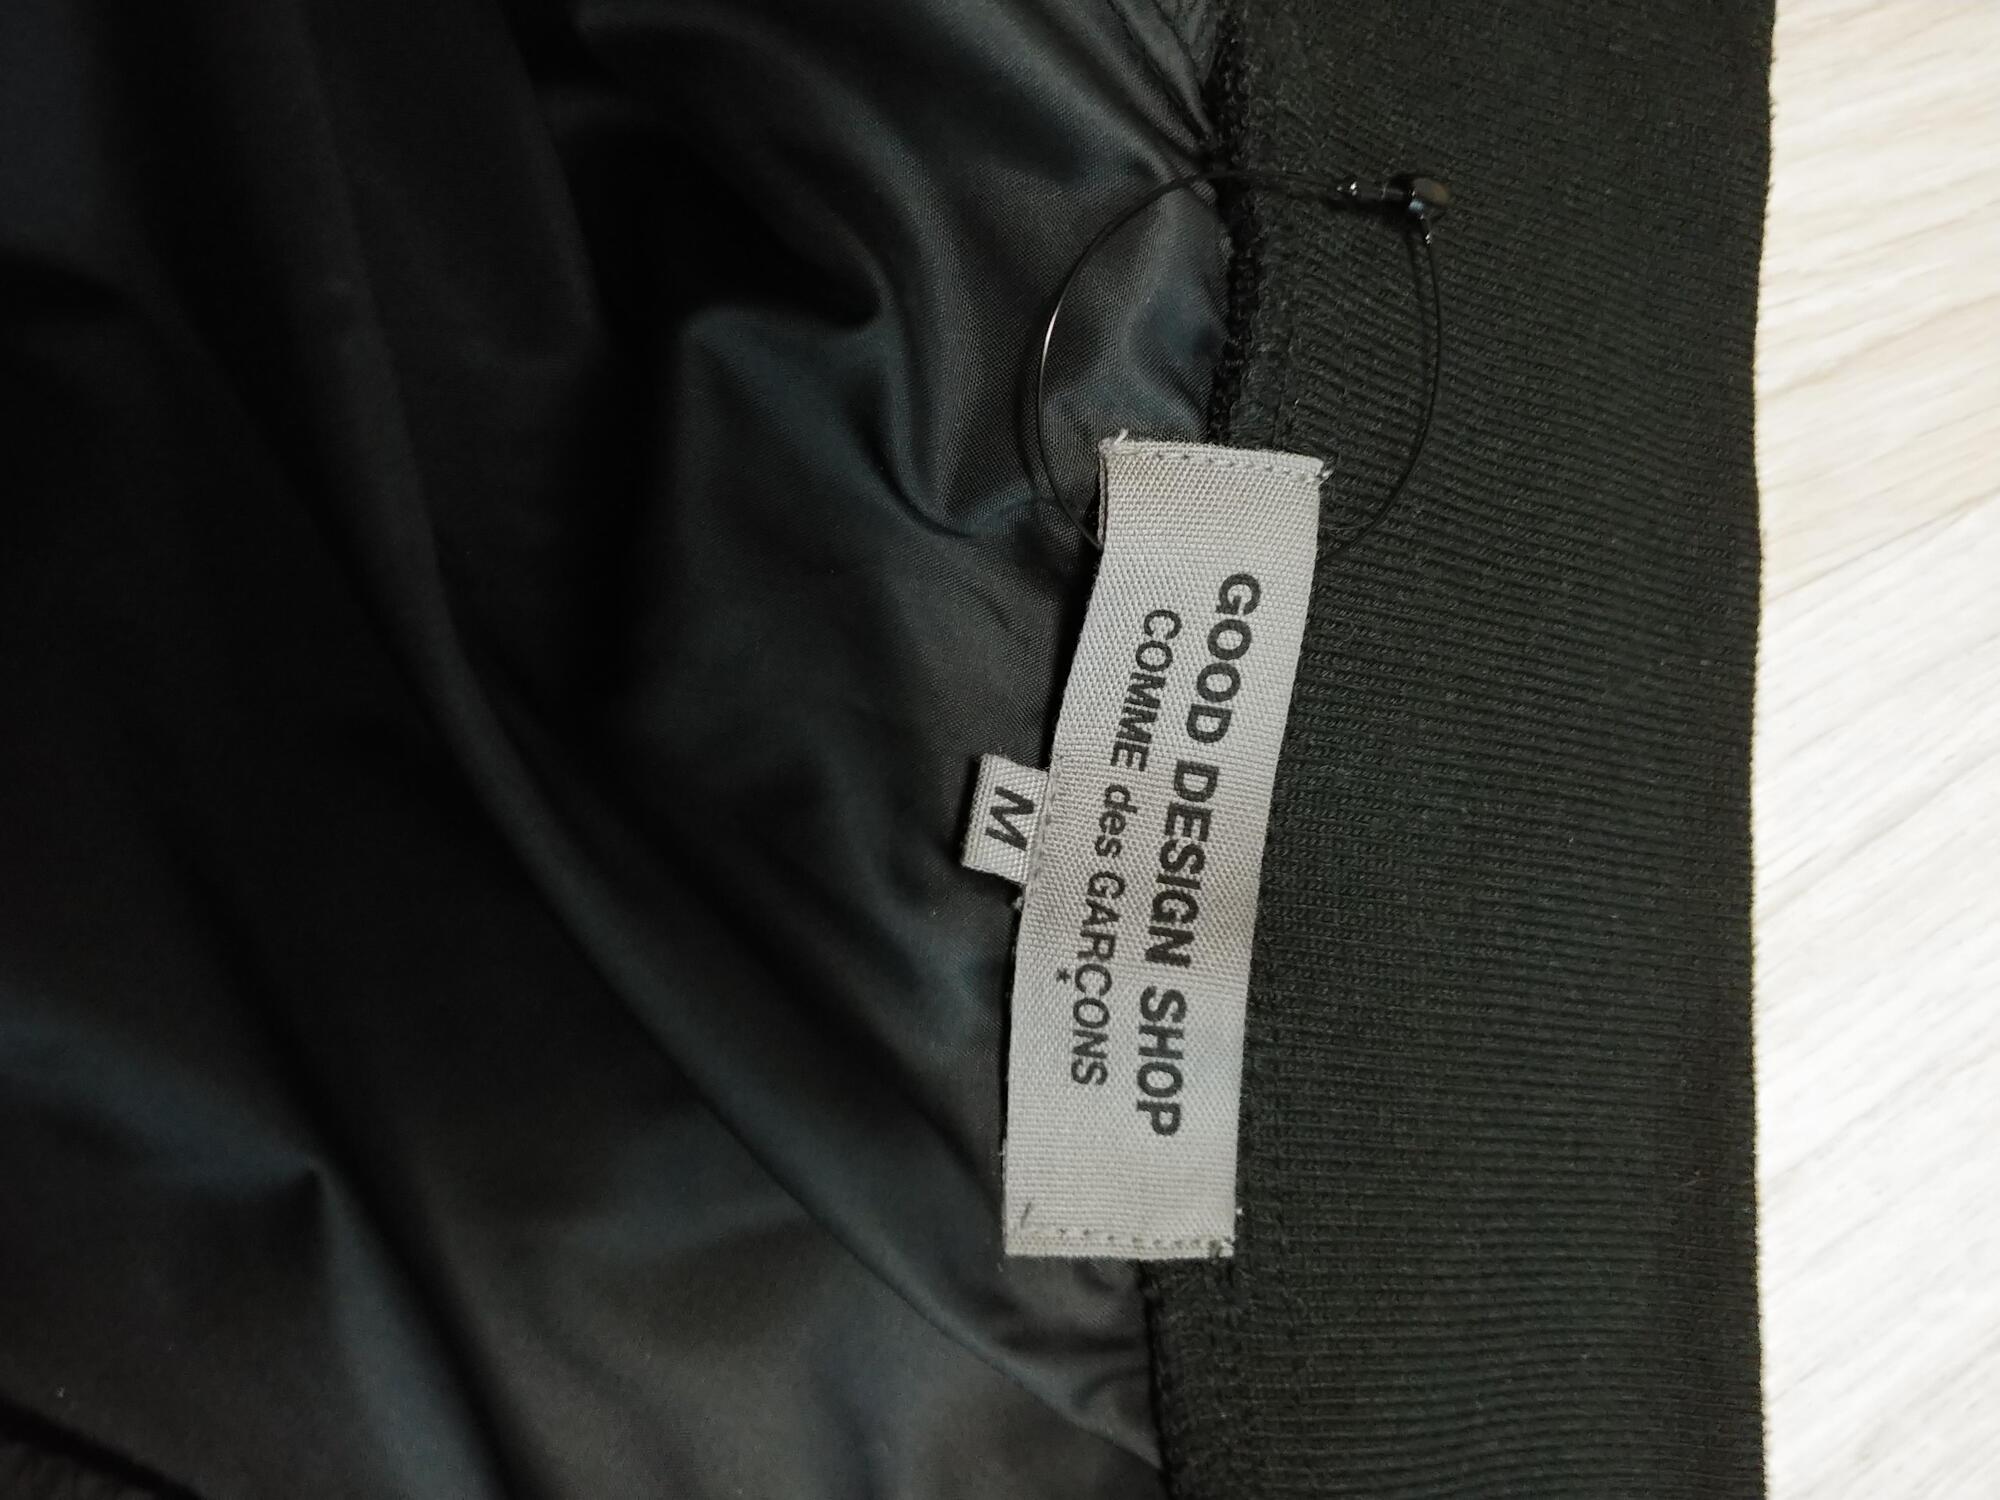 GOOD DESIGN SHOP
COMME des GARÇONS
*
M